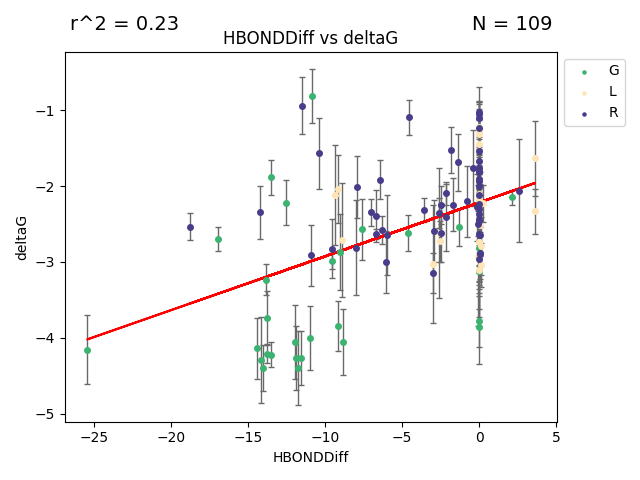 r^2 = 0.23
N = 109
HBONDDiff vs deltaG
G
L
R
−1
−2
−3
−4
−5
deltaG
−25
−20
−15
−10
−5
0
5
HBONDDiff